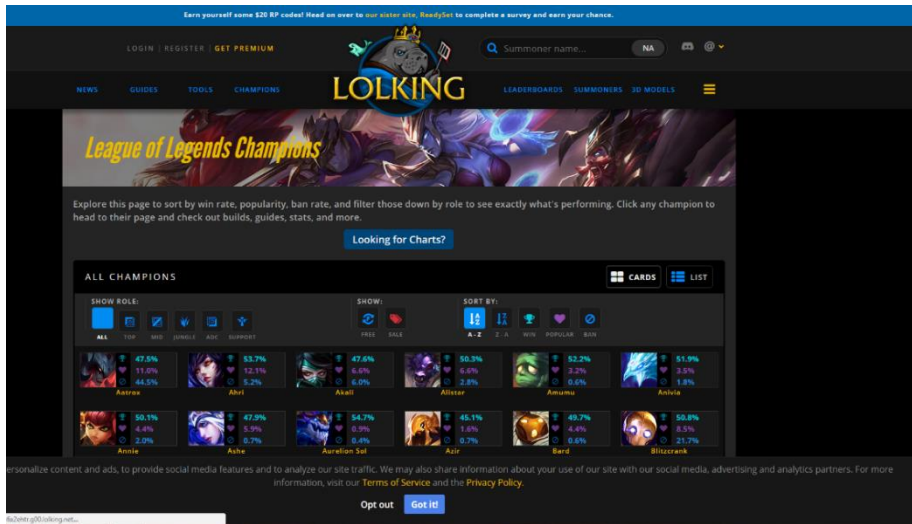 Earn yourself some $20 RP codes! Head on over to our sister site, ReadySet to complete a survey and earn your chance.
LOGIN | REGISTER | GET PREMIUM
Summoner name...
NA
NEWS
GUIDES
TOOLS
CHAMPIONS
LOLKING
LEADERBOARDS
SUMMONERS
3D MODELS
League of Legends Champions
Explore this page to sort by win rate, popularity, ban rate, and filter those down by role to see exactly what's performing. Click any champion to
head to their page and check out builds, guides, stats, and more.
Looking for Charts?
ALL CHAMPIONS
CARDS
LIST
SHOW ROLE:
SHOW:
SORT BY:
ALL TOP MID JUNGLE ADC SUPPORT
FREE SALE
A-Z Z-A WIN POPULAR BAN
47.5% 53.7% 47.6% 50.3% 52.2% 51.9%
11.0% 12.1% 6.6% 6.6% 3.2% 3.5%
44.5% 5.2% 6.0% 2.8% 0.6% 1.8%
Aatrox Ahri Akali Alistar Amumu Anivia
50.1% 47.9% 54.7% 45.1% 49.7% 50.8%
4.4% 5.9% 0.9% 1.6% 4.4% 8.5%
2.0% 0.7% 0.4% 0.7% 0.6% 21.7%
Annie Ashe Aurelion Sol Azir Bard Blitzcrank
ersonalize content and ads, to provide social media features and to analyze our site traffic. We may also share information about your use of our site with our social media, advertising and analytics partners. For more
information, visit our Terms of Service and the Privacy Policy.
Opt out
Got it!